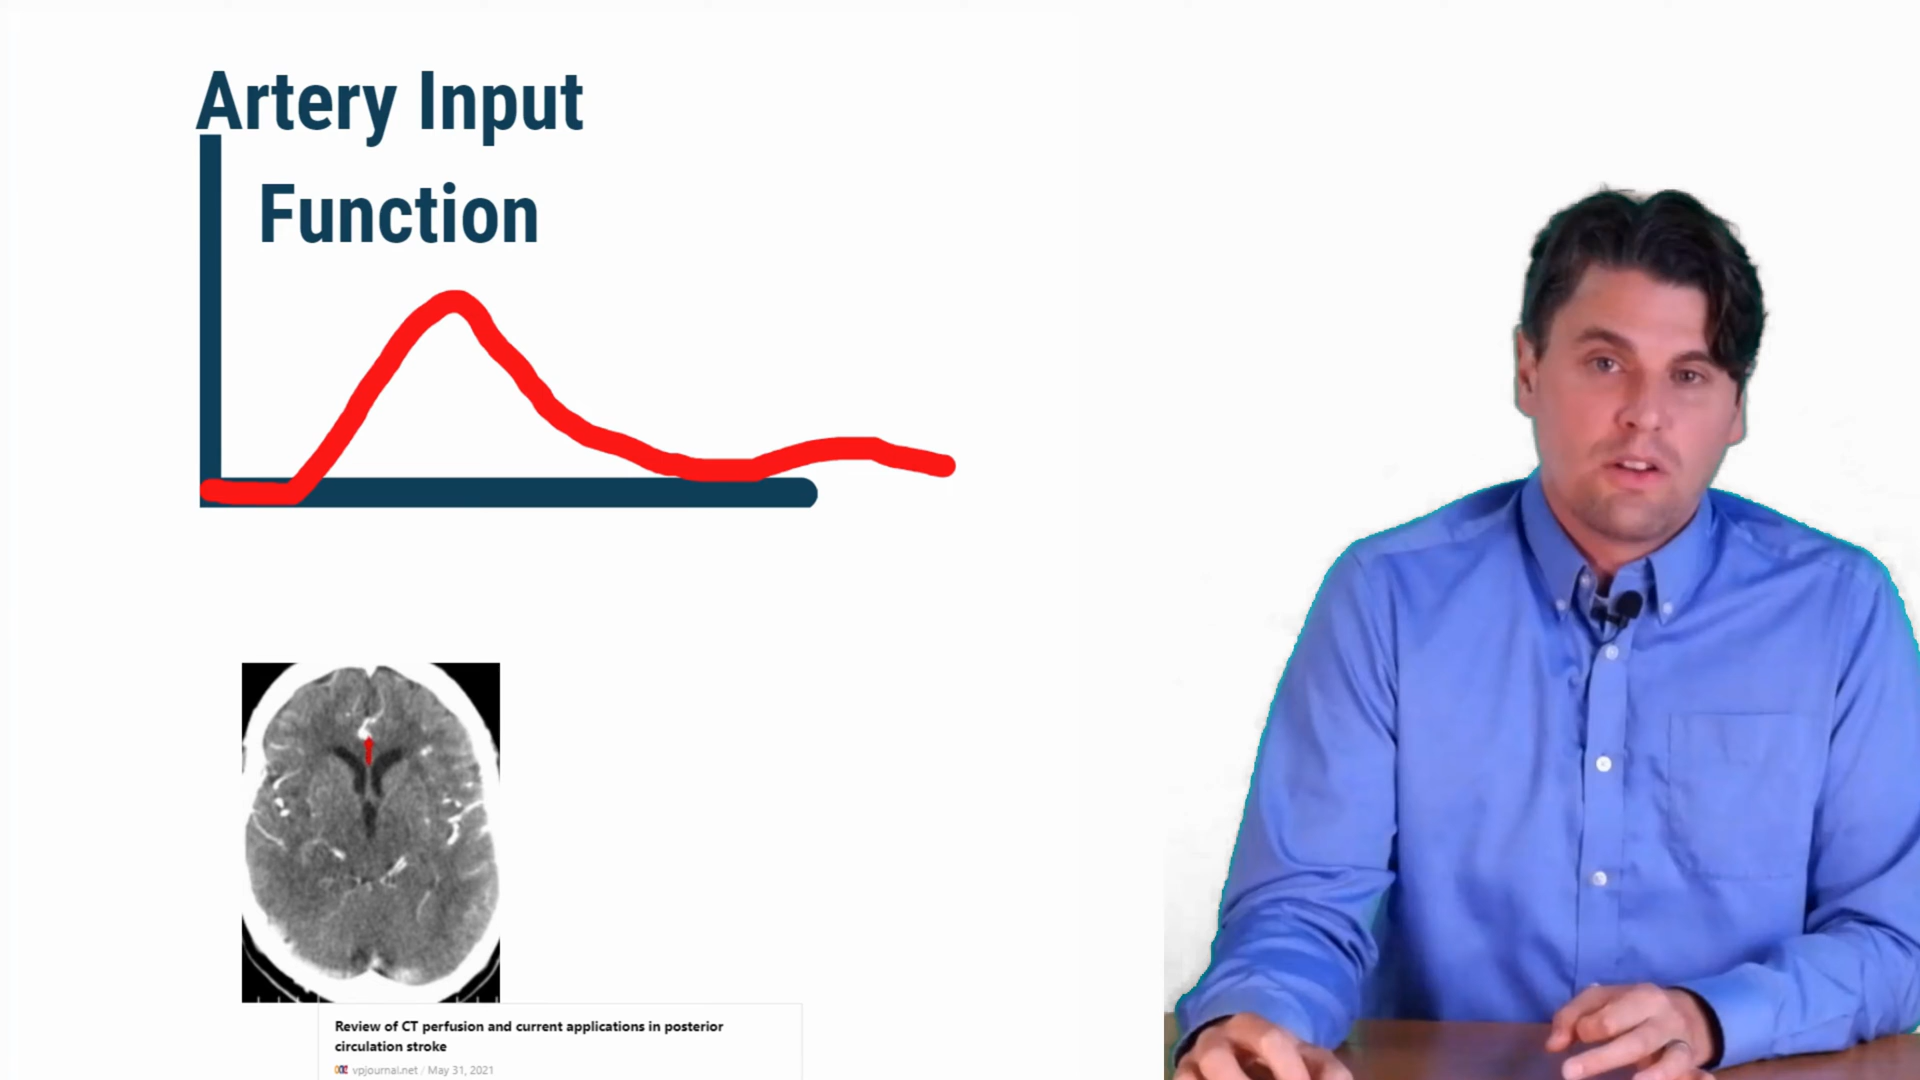 Artery Input
Function
Review of CT perfusion and current applications in posterior
circulation stroke
vpjournal.net / May 31, 2021